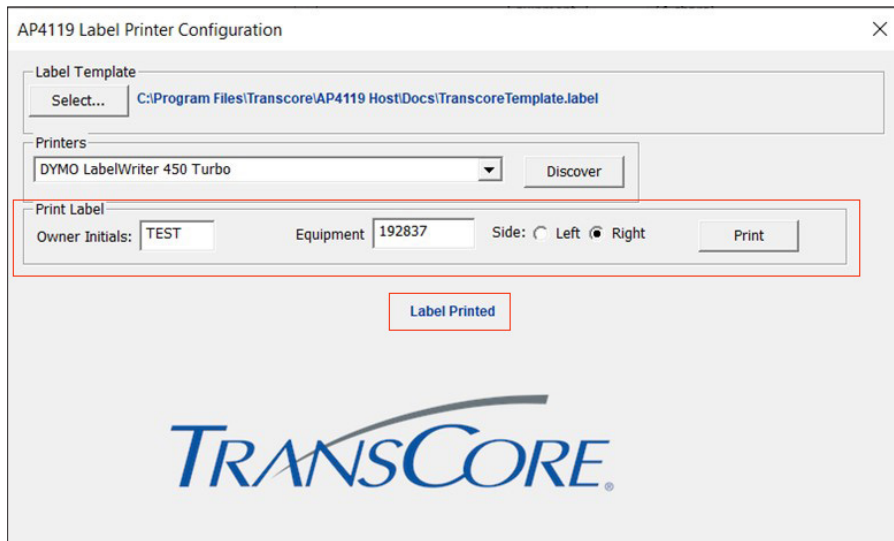 AP4119 Label Printer Configuration
Label Template
Select... C:\Program Files\Transcore\AP4119 Host\Docs\TranscoreTemplate.label
Printers
DYMO LabelWriter 450 Turbo Discover
Print Label
Owner Initials: TEST Equipment 192837 Side: Left Right Print
Label Printed
TRANSCORE®